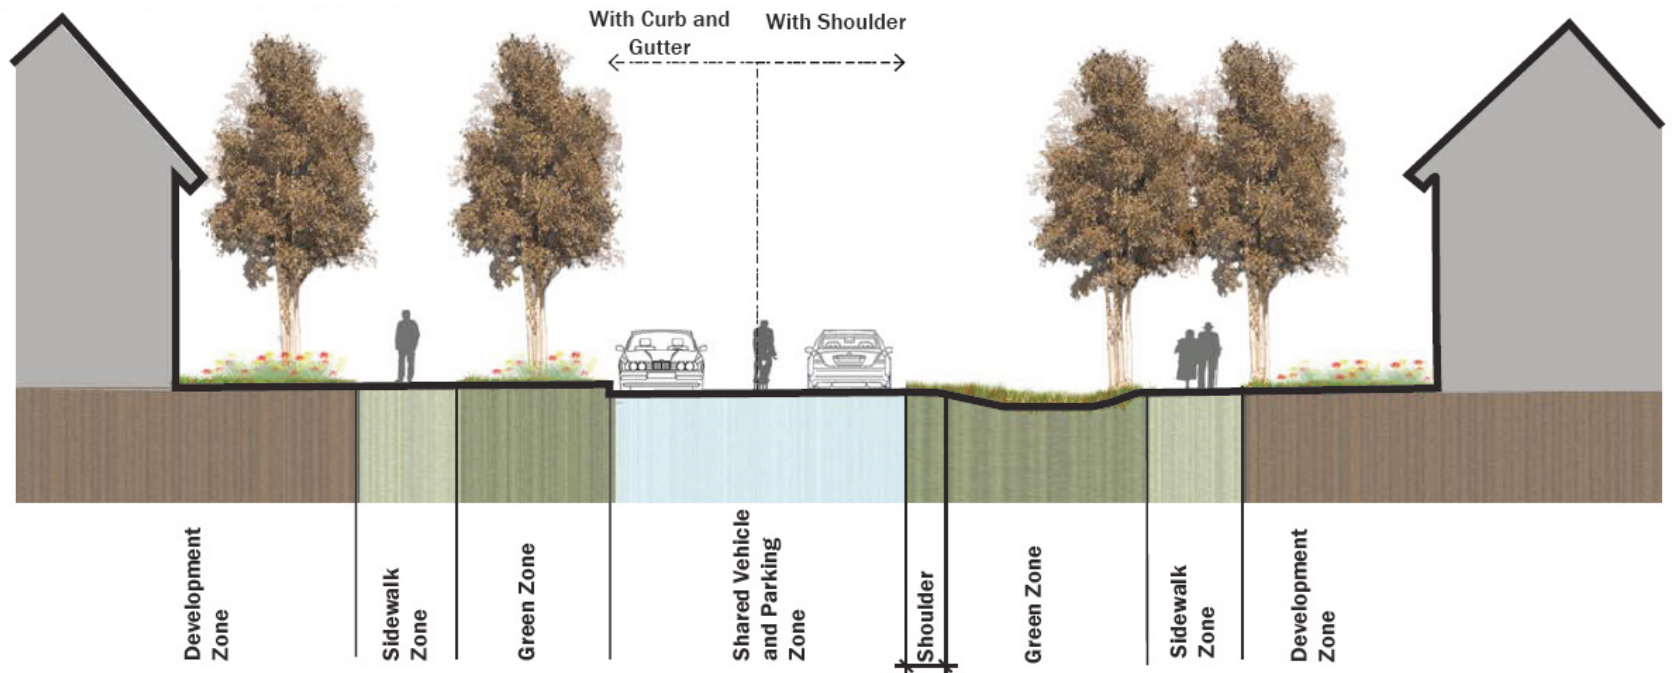 With Curb and
Gutter
With Shoulder
Development
Zone
Sidewalk
Zone
Green Zone
Shared Vehicle
and Parking
Zone
Shoulder
Green Zone
Sidewalk
Zone
Development
Zone